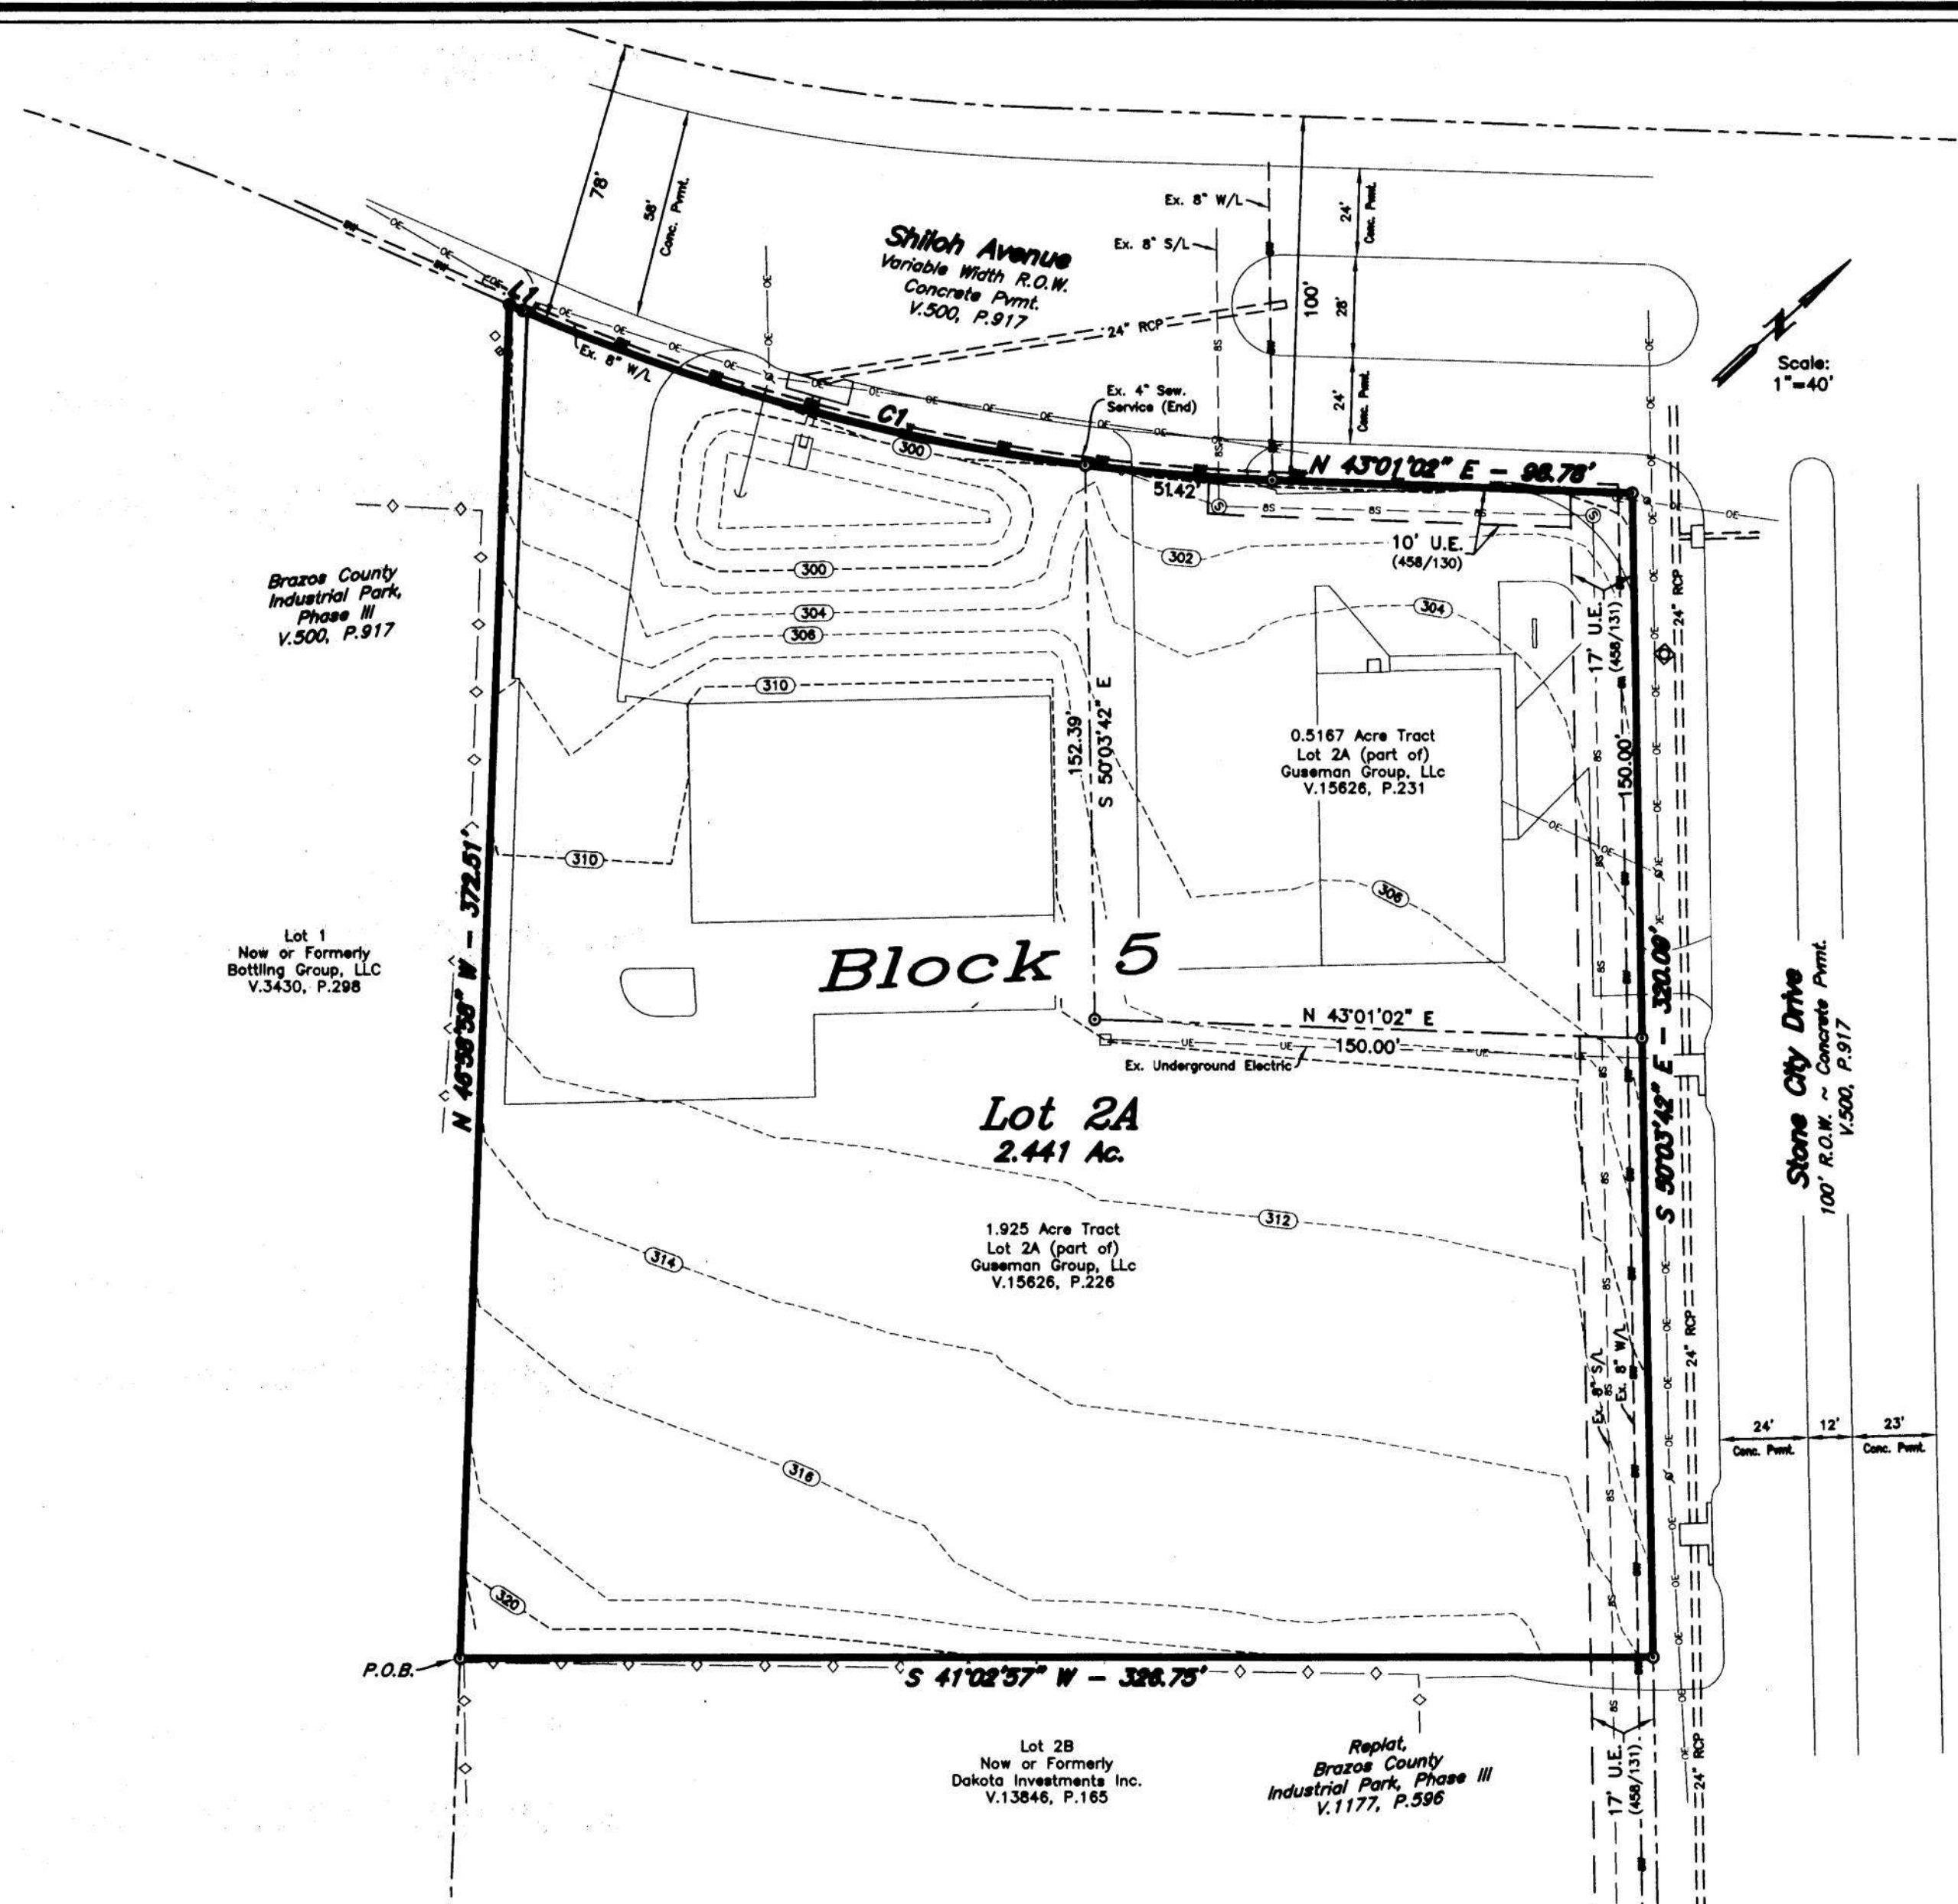 78'
58'
Conc. Pvmt.
Shiloh Avenue
Variable Width R.O.W.
Concrete Pvmt.
V.500, P.917
Ex. 8" W/L
Ex. 8" S/L
24" RCP
100'
24'
Conc. Pvmt.
28'
24'
Conc. Pvmt.
Scale:
1"=40'
L1
Ex. 8" W/L
C1
Ex. 4" Sew.
Service (End)
N 43°01'02" E - 98.78'
51.42'
10' U.E.
(458/130)
300
300
302
304
304
306
310
310
306
312
314
316
320
17' U.E.
(458/131)
150.00'
24" RCP
Brazos County
Industrial Park,
Phase III
V.500, P.917
152.39'
S 50°03'42" E
0.5167 Acre Tract
Lot 2A (part of)
Guseman Group, LLc
V.15626, P.231
N 46°58'58" W - 372.51'
Lot 1
Now or Formerly
Bottling Group, LLC
V.3430, P.298
Block 5
N 43°01'02" E
150.00'
Ex. Underground Electric
S 50°03'42" E - 320.09'
Stone City Drive
100' R.O.W. ~ Concrete Pvmt.
V.500, P.917
Lot 2A
2.441 Ac.
1.925 Acre Tract
Lot 2A (part of)
Guseman Group, LLc
V.15626, P.226
Ex. 8" S/L
Ex. 8" W/L
24" RCP
24'
Conc. Pvmt.
12'
23'
Conc. Pvmt.
P.O.B.
S 41°02'57" W - 326.75'
Lot 2B
Now or Formerly
Dakota Investments Inc.
V.13846, P.165
Replat,
Brazos County
Industrial Park, Phase III
V.1177, P.596
17' U.E.
(458/131)
24" RCP